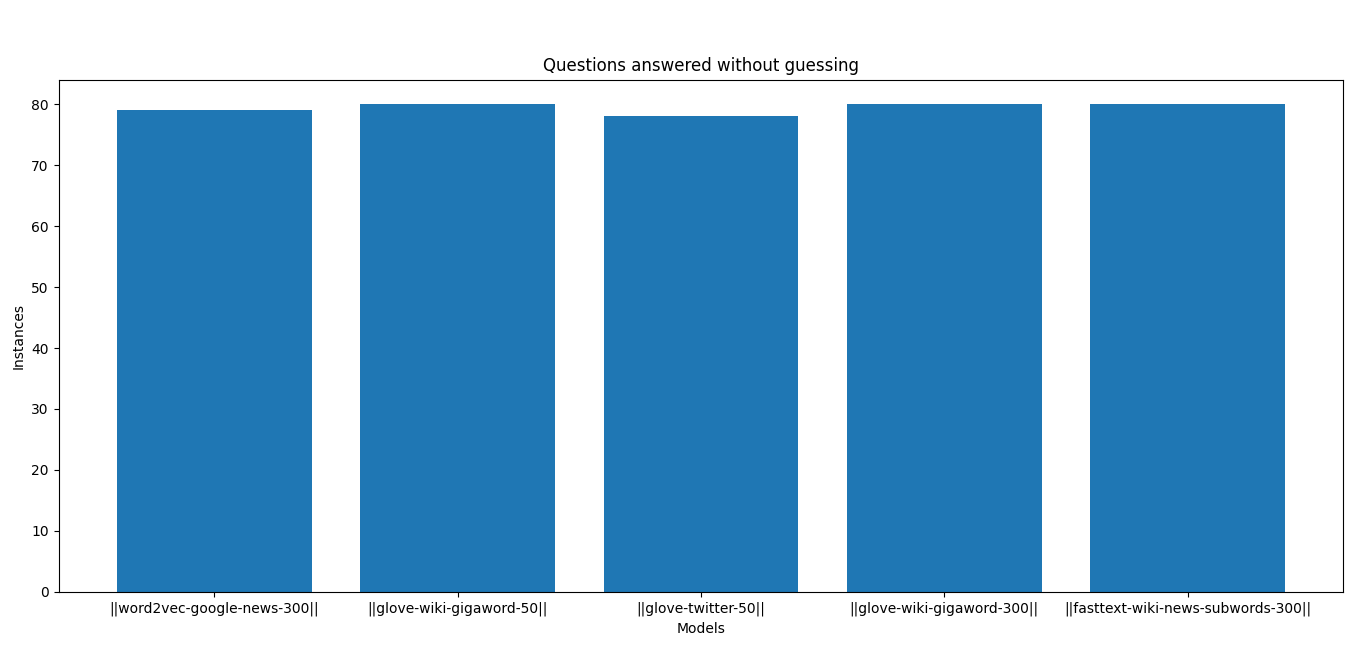 Questions answered without guessing
80
70
60
50
40
30
20
10
0
Instances
||word2vec-google-news-300|| ||glove-wiki-gigaword-50|| ||glove-twitter-50|| ||glove-wiki-gigaword-300|| ||fasttext-wiki-news-subwords-300||
Models